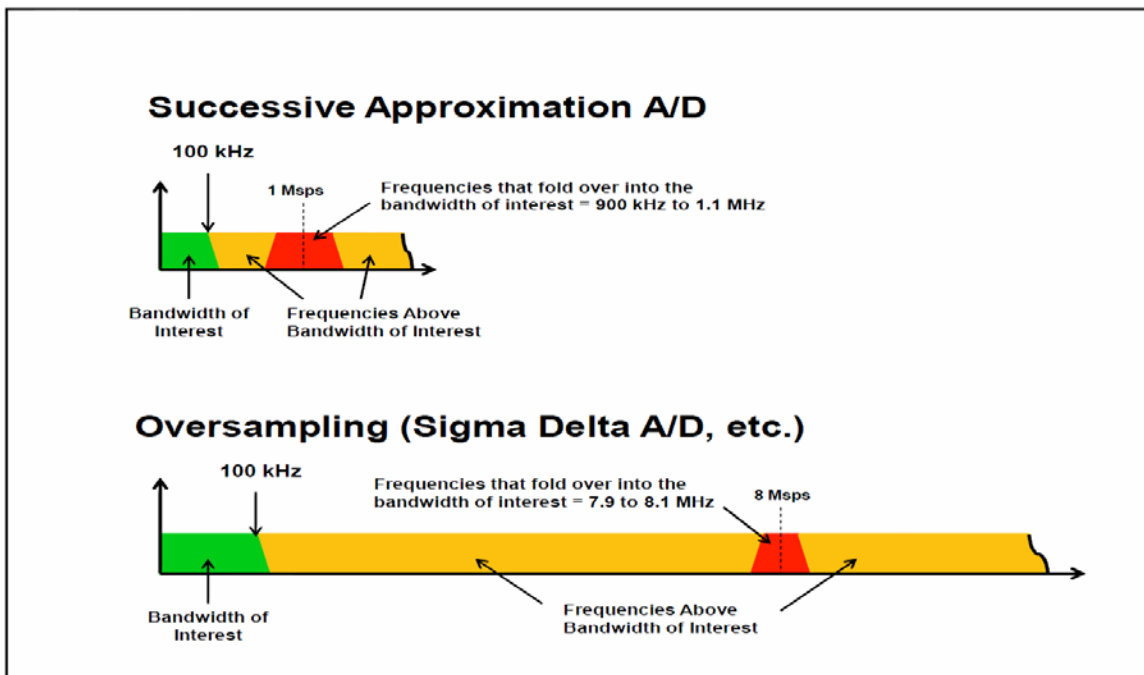 Successive Approximation A/D
100 kHz
1 Msps
Frequencies that fold over into the
bandwidth of interest = 900 kHz to 1.1 MHz
Bandwidth of
Interest
Frequencies Above
Bandwidth of Interest
Oversampling (Sigma Delta A/D, etc.)
100 kHz
Frequencies that fold over into the
bandwidth of interest = 7.9 to 8.1 MHz
8 Msps
Bandwidth of
Interest
Frequencies Above
Bandwidth of Interest